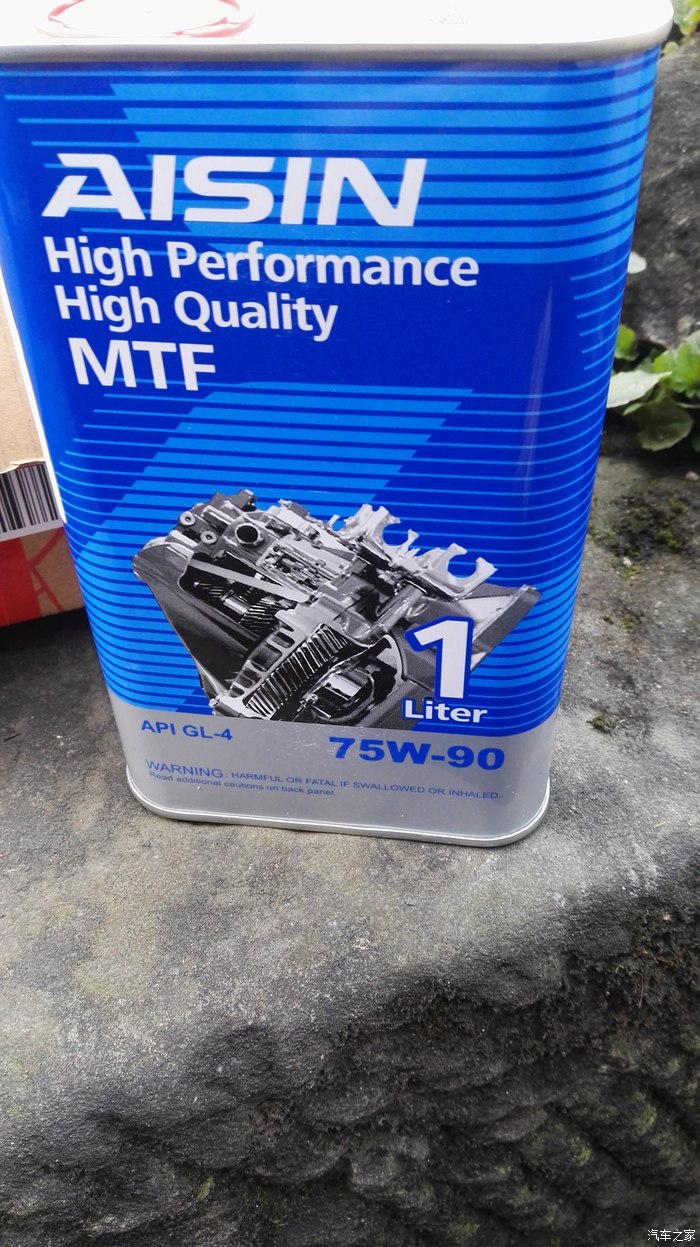 AISIN
High Performance
High Quality
MTF
1
Liter
API GL-4
75W-90
WARNING: HARMFUL OR FATAL IF SWALLOWED OR INHALED.
Read additional cautions on back panel.
汽车之家